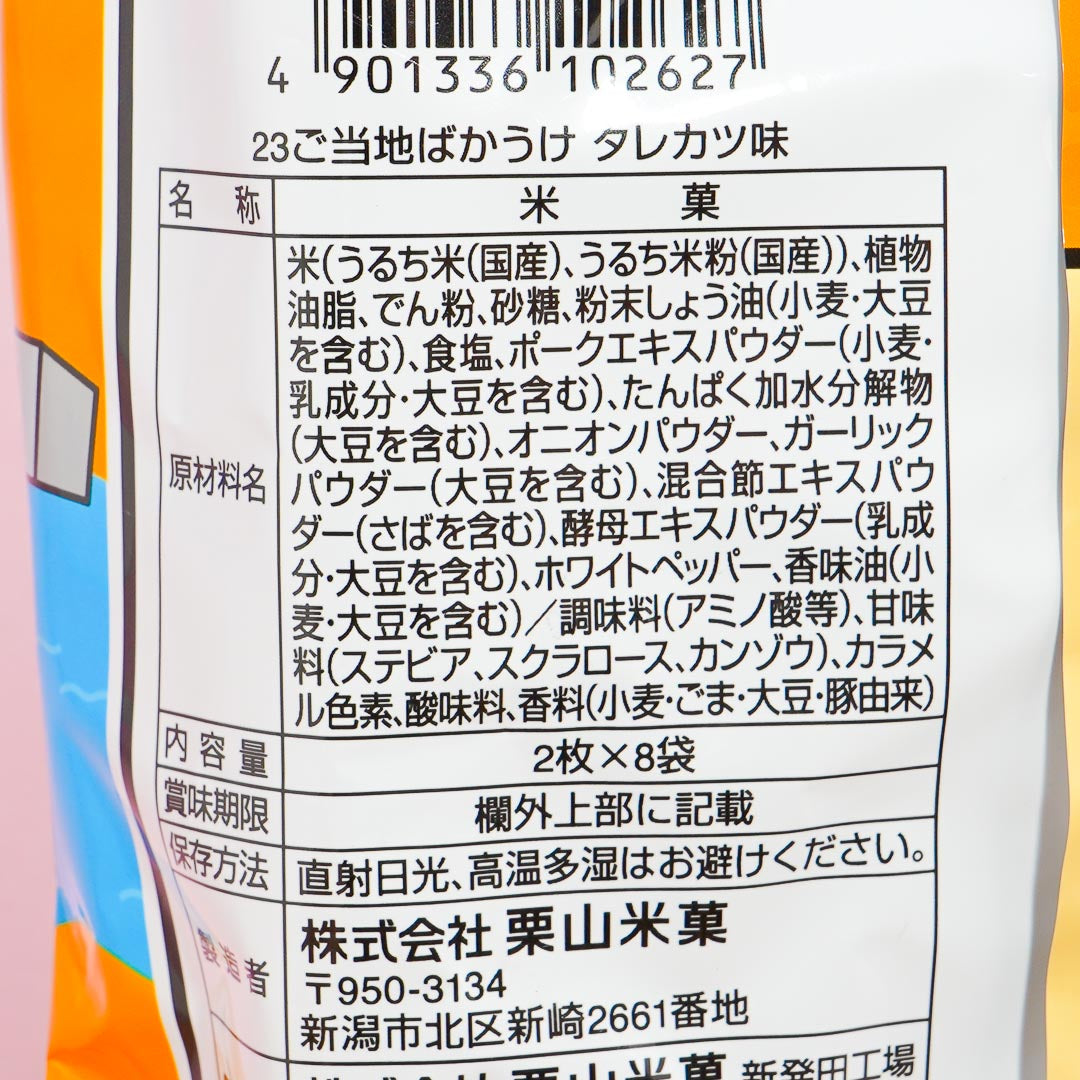 4 901336 102627
23ご当地ばかうけ タレカツ味
名称 米菓
原材料名
米(うるち米(国産)、うるち米粉(国産))、植物
油脂、でん粉、砂糖、粉末しょう油(小麦・大豆
を含む)、食塩、ポークエキスパウダー(小麦・
乳成分・大豆を含む)、たんぱく加水分解物
(大豆を含む)、オニオンパウダー、ガーリック
パウダー(大豆を含む)、混合節エキスパウ
ダー(さばを含む)、酵母エキスパウダー(乳成
分・大豆を含む)、ホワイトペッパー、香味油(小
麦・大豆を含む)／調味料(アミノ酸等)、甘味
料(ステビア、スクラロース、カンゾウ)、カラメ
ル色素、酸味料、香料(小麦・ごま・大豆・豚由来)
内容量 2枚×8袋
賞味期限 欄外上部に記載
保存方法 直射日光、高温多湿はお避けください。
製造者 株式会社 栗山米菓
〒950-3134
新潟市北区新崎2661番地
株式会社 栗山米菓 新発田工場